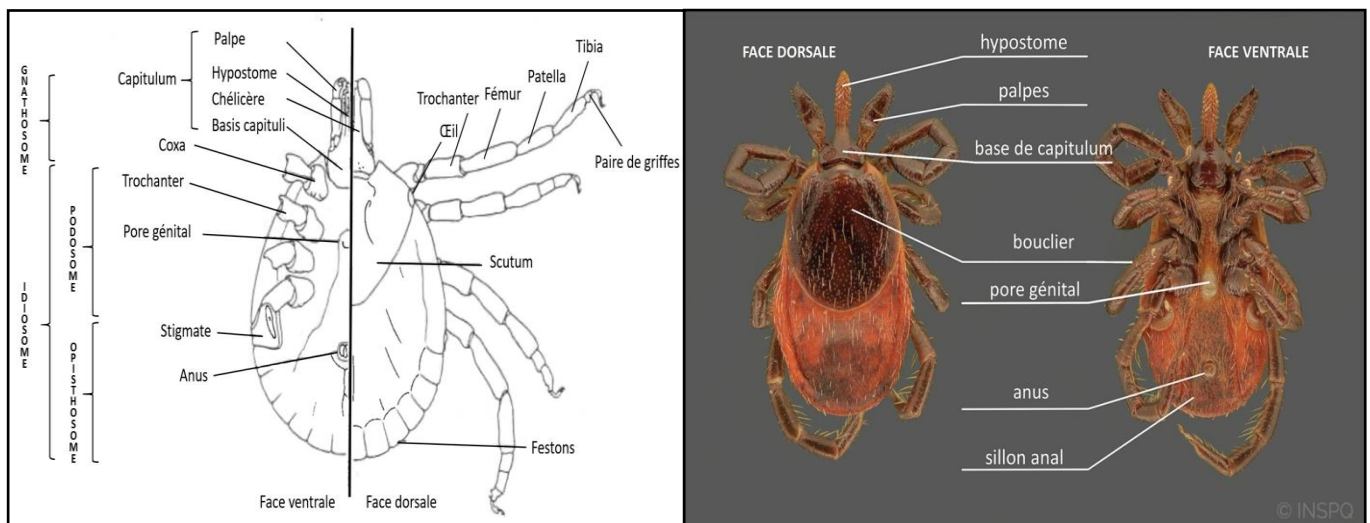 GNATHOSOME
IDIOSOME
PODOSOME
OPISTHOSOME
Capitulum
Palpe
Hypostome
Chélicère
Basis capituli
Coxa
Trochanter
Pore génital
Stigmate
Anus
Trochanter
Fémur
Patella
Tibia
Œil
Paire de griffes
Scutum
Festons
Face ventrale
Face dorsale
FACE DORSALE
FACE VENTRALE
hypostome
palpes
base de capitulum
bouclier
pore génital
anus
sillon anal
© INSPQ